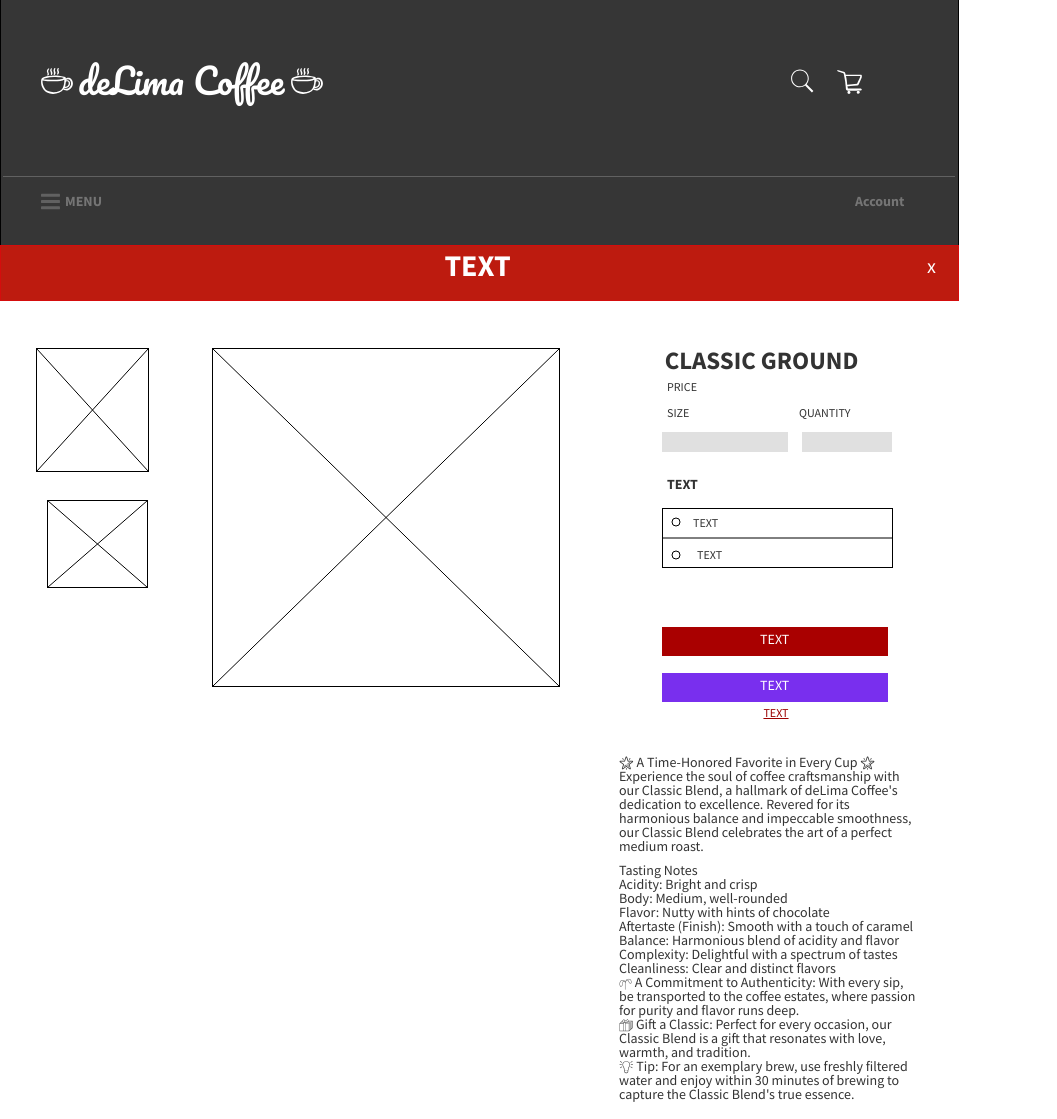 deLima Coffee
MENU
Account
TEXT
X
CLASSIC GROUND
PRICE
SIZE QUANTITY
TEXT
TEXT
TEXT
TEXT
TEXT
TEXT
A Time-Honored Favorite in Every Cup
Experience the soul of coffee craftsmanship with
our Classic Blend, a hallmark of deLima Coffee's
dedication to excellence. Revered for its
harmonious balance and impeccable smoothness,
our Classic Blend celebrates the art of a perfect
medium roast.
Tasting Notes
Acidity: Bright and crisp
Body: Medium, well-rounded
Flavor: Nutty with hints of chocolate
Aftertaste (Finish): Smooth with a touch of caramel
Balance: Harmonious blend of acidity and flavor
Complexity: Delightful with a spectrum of tastes
Cleanliness: Clear and distinct flavors
A Commitment to Authenticity: With every sip,
be transported to the coffee estates, where passion
for purity and flavor runs deep.
Gift a Classic: Perfect for every occasion, our
Classic Blend is a gift that resonates with love,
warmth, and tradition.
Tip: For an exemplary brew, use freshly filtered
water and enjoy within 30 minutes of brewing to
capture the Classic Blend's true essence.